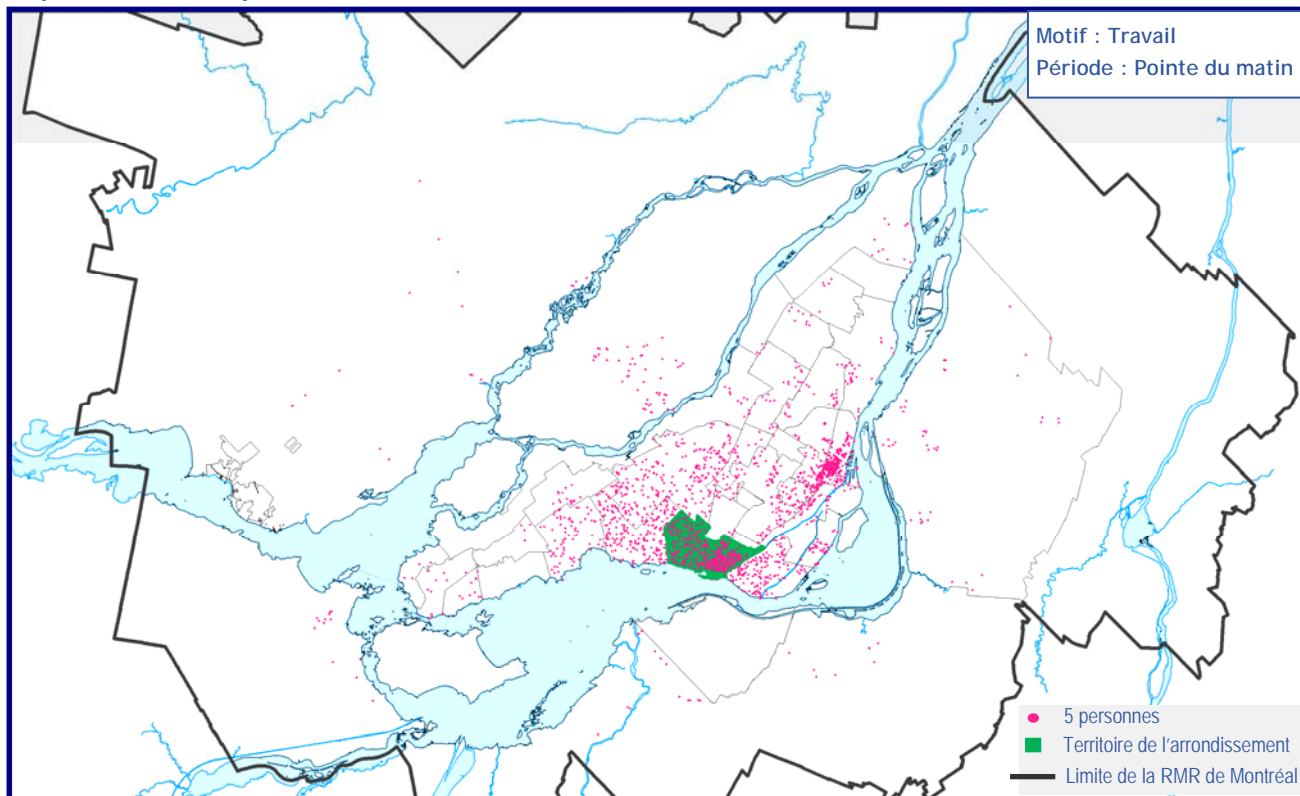 Motif : Travail
Période : Pointe du matin
5 personnes
Territoire de l'arrondissement
Limite de la RMR de Montréal